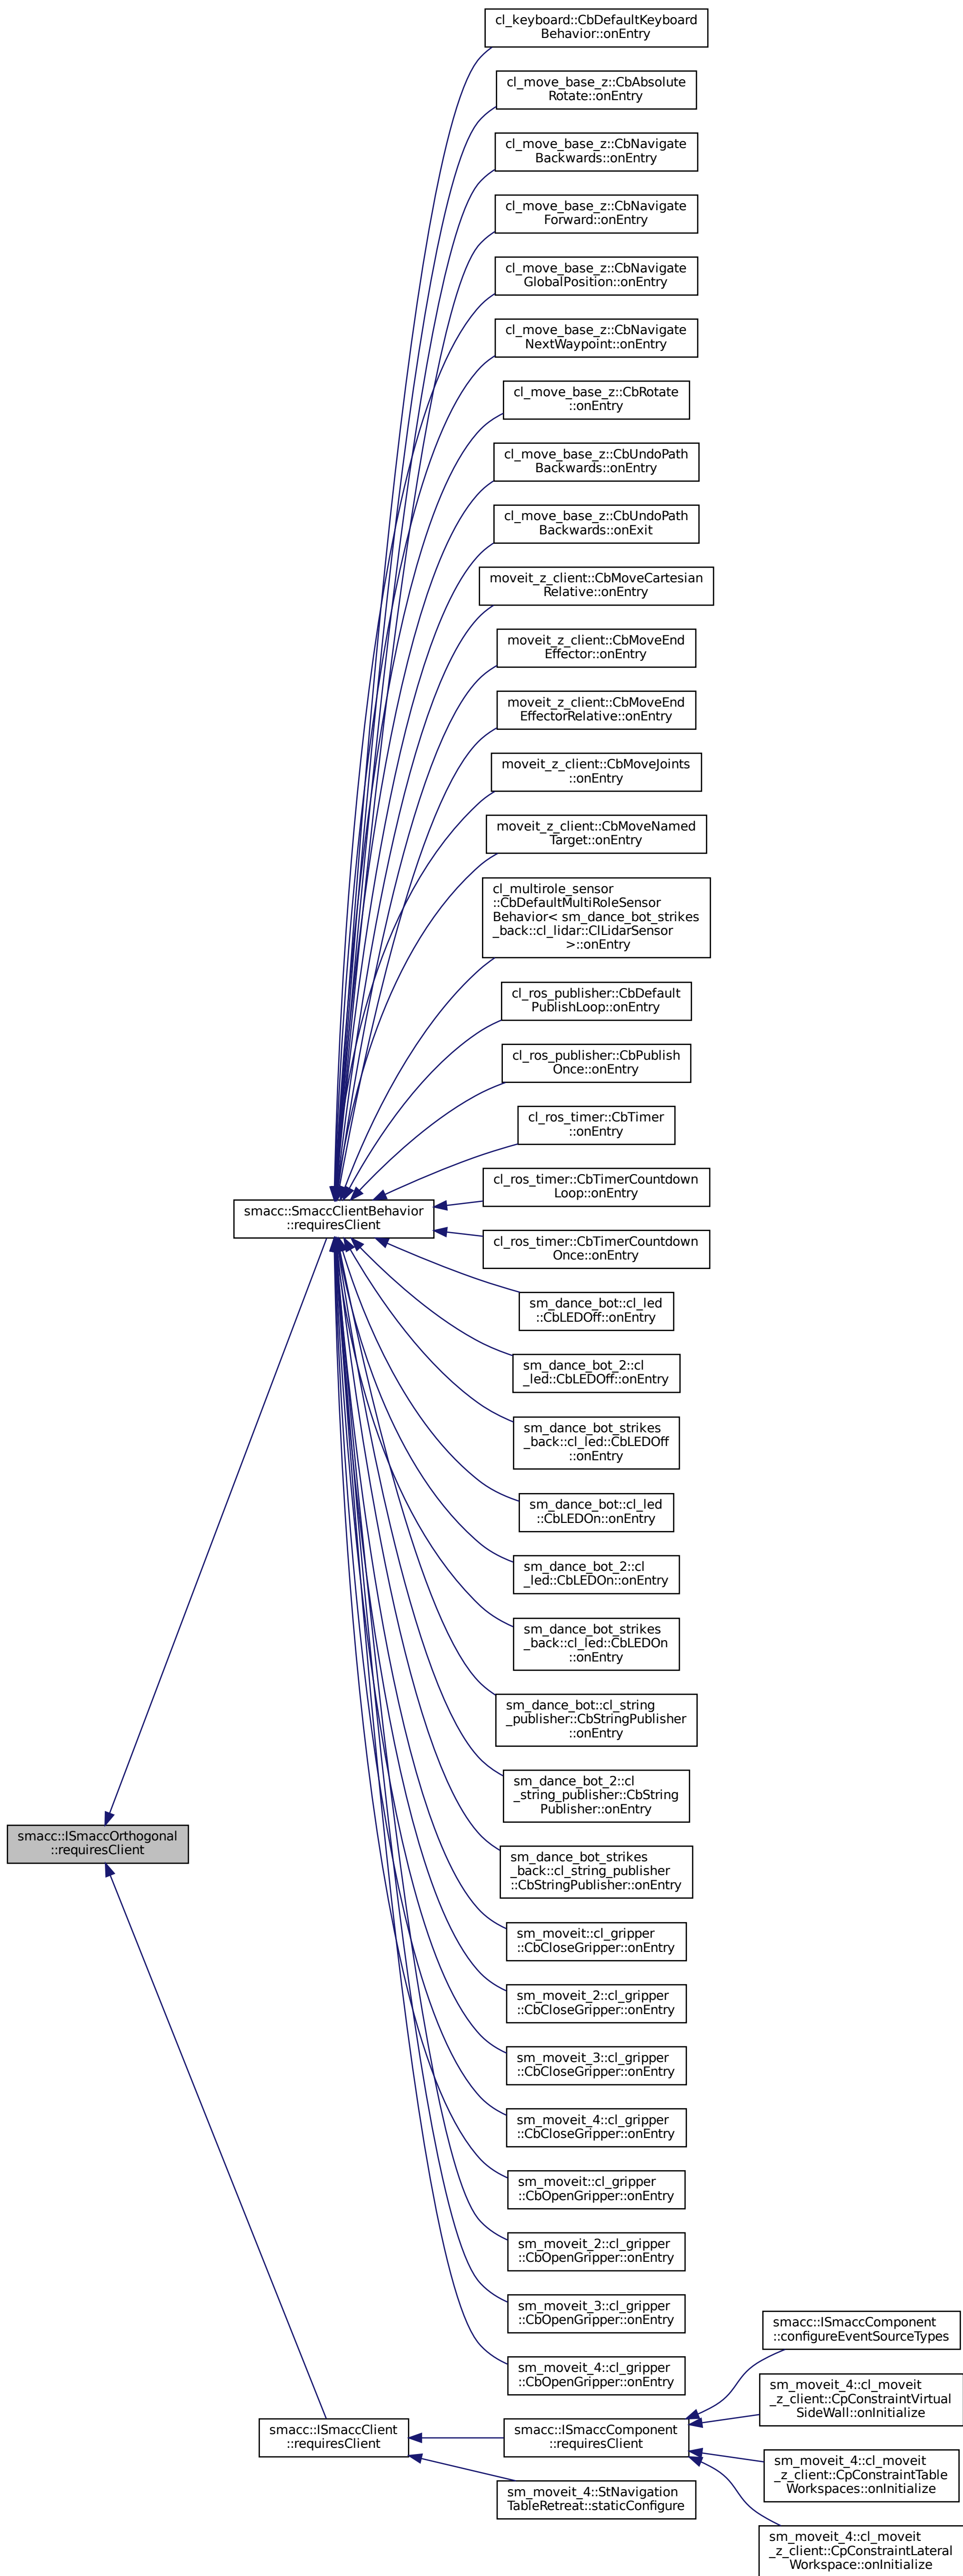 cl_keyboard::CbDefaultKeyboard
Behavior::onEntry
cl_move_base_z::CbAbsolute
Rotate::onEntry
cl_move_base_z::CbNavigate
Backwards::onEntry
cl_move_base_z::CbNavigate
Forward::onEntry
cl_move_base_z::CbNavigate
GlobalPosition::onEntry
cl_move_base_z::CbNavigate
NextWaypoint::onEntry
cl_move_base_z::CbRotate
::onEntry
cl_move_base_z::CbUndoPath
Backwards::onEntry
cl_move_base_z::CbUndoPath
Backwards::onExit
moveit_z_client::CbMoveCartesian
Relative::onEntry
moveit_z_client::CbMoveEnd
Effector::onEntry
moveit_z_client::CbMoveEnd
EffectorRelative::onEntry
moveit_z_client::CbMoveJoints
::onEntry
moveit_z_client::CbMoveNamed
Target::onEntry
cl_multirole_sensor
::CbDefaultMultiRoleSensor
Behavior< sm_dance_bot_strikes
_back::cl_lidar::ClLidarSensor
>::onEntry
cl_ros_publisher::CbDefault
PublishLoop::onEntry
cl_ros_publisher::CbPublish
Once::onEntry
cl_ros_timer::CbTimer
::onEntry
cl_ros_timer::CbTimerCountdown
Loop::onEntry
smacc::SmaccClientBehavior
::requiresClient
cl_ros_timer::CbTimerCountdown
Once::onEntry
sm_dance_bot::cl_led
::CbLEDOff::onEntry
sm_dance_bot_2::cl
_led::CbLEDOff::onEntry
sm_dance_bot_strikes
_back::cl_led::CbLEDOff
::onEntry
sm_dance_bot::cl_led
::CbLEDOn::onEntry
sm_dance_bot_2::cl
_led::CbLEDOn::onEntry
sm_dance_bot_strikes
_back::cl_led::CbLEDOn
::onEntry
sm_dance_bot::cl_string
_publisher::CbStringPublisher
::onEntry
sm_dance_bot_2::cl
_string_publisher::CbString
Publisher::onEntry
smacc::ISmaccOrthogonal
::requiresClient
sm_dance_bot_strikes
_back::cl_string_publisher
::CbStringPublisher::onEntry
sm_moveit::cl_gripper
::CbCloseGripper::onEntry
sm_moveit_2::cl_gripper
::CbCloseGripper::onEntry
sm_moveit_3::cl_gripper
::CbCloseGripper::onEntry
sm_moveit_4::cl_gripper
::CbCloseGripper::onEntry
sm_moveit::cl_gripper
::CbOpenGripper::onEntry
sm_moveit_2::cl_gripper
::CbOpenGripper::onEntry
sm_moveit_3::cl_gripper
::CbOpenGripper::onEntry
sm_moveit_4::cl_gripper
::CbOpenGripper::onEntry
smacc::ISmaccComponent
::configureEventSourceTypes
sm_moveit_4::cl_moveit
_z_client::CpConstraintVirtual
SideWall::onInitialize
smacc::ISmaccClient
::requiresClient
smacc::ISmaccComponent
::requiresClient
sm_moveit_4::cl_moveit
_z_client::CpConstraintTable
Workspaces::onInitialize
sm_moveit_4::StNavigation
TableRetreat::staticConfigure
sm_moveit_4::cl_moveit
_z_client::CpConstraintLateral
Workspace::onInitialize